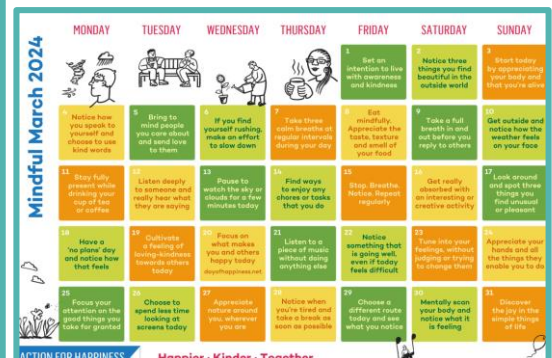 Mindful March 2024
MONDAY TUESDAY WEDNESDAY THURSDAY FRIDAY SATURDAY SUNDAY
1
Set an
intention to live
with awareness
and kindness
2
Notice three
things you find
beautiful in the
outside world
3
Start today
by appreciating
your body and
that you're alive
4
Notice how
you speak to
yourself and
choose to use
kind words
5
Bring to
mind people
you care about
and send love
to them
6
If you find
yourself rushing,
make an effort
to slow down
7
Take three
calm breaths at
regular intervals
during your day
8
Eat
mindfully.
Appreciate the
taste, texture
and smell of
your food
9
Take a full
breath in and
out before you
reply to others
10
Get outside and
notice how the
weather feels
on your face
11
Stay fully
present while
drinking your
cup of tea
or coffee
12
Listen deeply
to someone and
really hear what
they are saying
13
Pause to
watch the sky or
clouds for a few
minutes today
14
Find ways
to enjoy any
chores or tasks
that you do
15
Stop. Breathe.
Notice. Repeat
regularly
16
Get really
absorbed with
an interesting or
creative activity
17
Look around
and spot three
things you
find unusual
or pleasant
18
Have a
'no plans' day
and notice how
that feels
19
Cultivate
a feeling of
loving-kindness
towards others
today
20
Focus on
what makes
you and others
happy today
dayofhappiness.net
21
Listen to a
piece of music
without doing
anything else
22
Notice
something that
is going well,
even if today
feels difficult
23
Tune into your
feelings, without
judging or trying
to change them
24
Appreciate your
hands and all
the things they
enable you to do
25
Focus your
attention on the
good things you
take for granted
26
Choose to
spend less time
looking at
screens today
27
Appreciate
nature around
you, wherever
you are
28
Notice when
you're tired and
take a break as
soon as possible
29
Choose a
different route
today and see
what you notice
30
Mentally scan
your body and
notice what it
is feeling
31
Discover
the joy in the
simple things
of life
ACTION FOR HAPPINESS
Happier · Kinder · Together